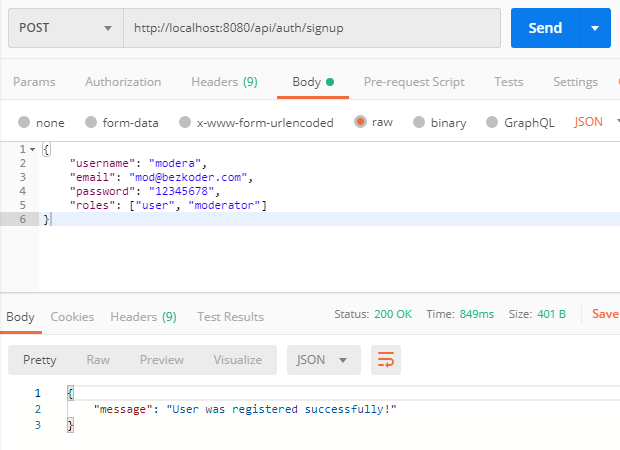 POST http://localhost:8080/api/auth/signup Send
Params Authorization Headers (9) Body Pre-request Script Tests Settings
none form-data x-www-form-urlencoded raw binary GraphQL JSON
1 {
2 "username": "modera",
3 "email": "mod@bezkoder.com",
4 "password": "12345678",
5 "roles": ["user", "moderator"]
6 }
Body Cookies Headers (9) Test Results Status: 200 OK Time: 849ms Size: 401 B Save
Pretty Raw Preview Visualize JSON
1 {
2 "message": "User was registered successfully!"
3 }